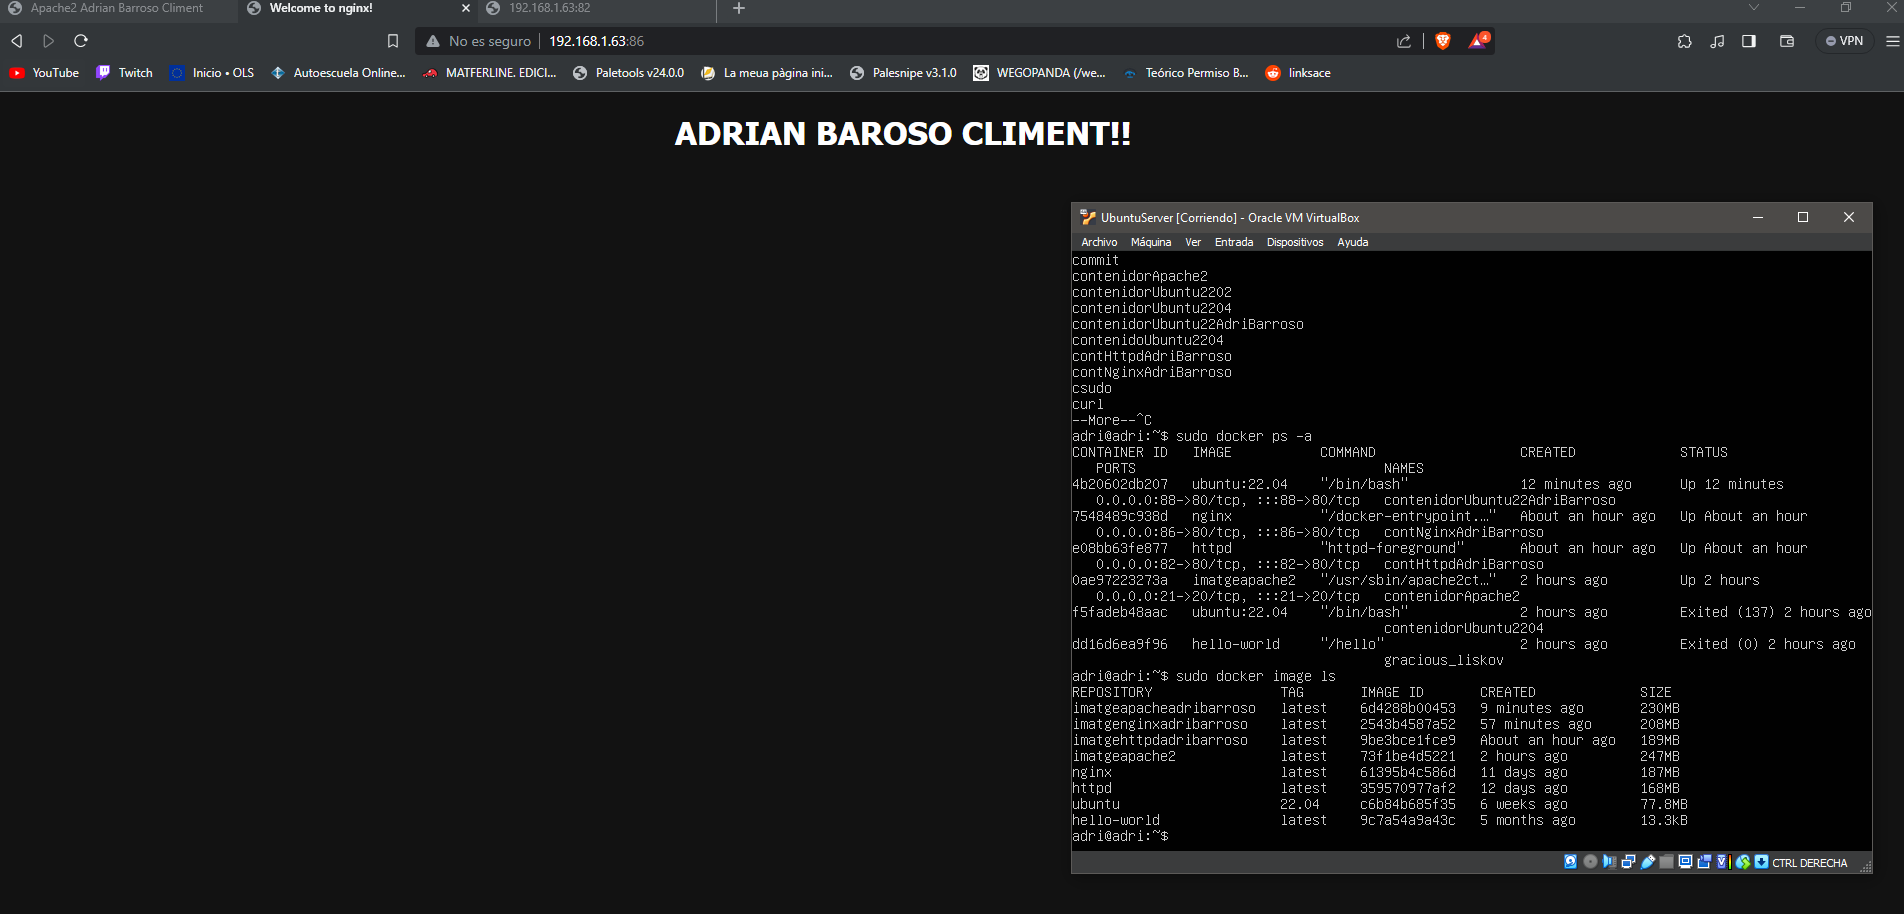 Apache2 Adrian Barroso Climent
Welcome to nginx!
192.168.1.63:82
No es seguro
192.168.1.63:86
4
VPN
YouTube
Twitch
Inicio • OLS
Autoescuela Online...
MATFERLINE. EDICI...
Paletools v24.0.0
La meua pàgina ini...
Palesnipe v3.1.0
WEGOPANDA (/we...
Teórico Permiso B...
linksace
ADRIAN BAROSO CLIMENT!!
UbuntuServer [Corriendo] - Oracle VM VirtualBox
Archivo Máquina Ver Entrada Dispositivos Ayuda
commit
contenidorApache2
contenidorUbuntu2202
contenidorUbuntu2204
contenidorUbuntu22AdriBarroso
contenidoUbuntu2204
contHttpdAdriBarroso
contNginxAdriBarroso
csudo
curl
--More--^C
adri@adri:~$ sudo docker ps -a
CONTAINER ID IMAGE COMMAND CREATED STATUS
PORTS NAMES
4b20602db207 ubuntu:22.04 "/bin/bash" 12 minutes ago Up 12 minutes
0.0.0.0:88->80/tcp, :::88->80/tcp contenidorUbuntu22AdriBarroso
7548489c938d nginx "/docker-entrypoint.…" About an hour ago Up About an hour
0.0.0.0:86->80/tcp, :::86->80/tcp contNginxAdriBarroso
e08bb63fe877 httpd "httpd-foreground" About an hour ago Up About an hour
0.0.0.0:82->80/tcp, :::82->80/tcp contHttpdAdriBarroso
0ae97223273a imatgeapache2 "/usr/sbin/apache2ct…" 2 hours ago Up 2 hours
0.0.0.0:21->20/tcp, :::21->20/tcp contenidorApache2
f5fadeb48aac ubuntu:22.04 "/bin/bash" 2 hours ago Exited (137) 2 hours ago
contenidorUbuntu2204
dd16d6ea9f96 hello-world "/hello" 2 hours ago Exited (0) 2 hours ago
gracious_liskov
adri@adri:~$ sudo docker image ls
REPOSITORY TAG IMAGE ID CREATED SIZE
imatgeapacheadribarroso latest 6d4288b00453 9 minutes ago 230MB
imatgenginxadribarroso latest 2543b4587a52 57 minutes ago 208MB
imatgehttpdadribarroso latest 9be3bce1fce9 About an hour ago 189MB
imatgeapache2 latest 73f1be4d5221 2 hours ago 247MB
nginx latest 61395b4c586d 11 days ago 187MB
httpd latest 359570977af2 12 days ago 168MB
ubuntu 22.04 c6b84b685f35 6 weeks ago 77.8MB
hello-world latest 9c7a54a9a43c 5 months ago 13.3kB
adri@adri:~$
CTRL DERECHA